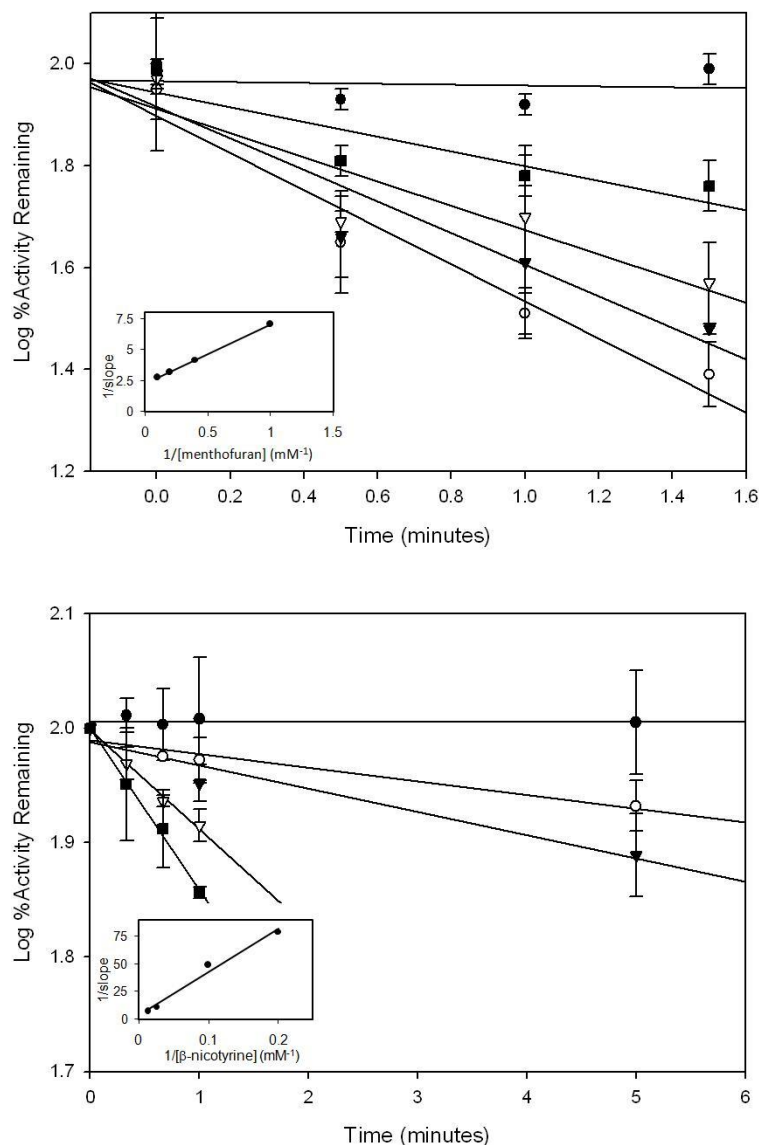 Log %Activity Remaining
2.0
1.8
1.6
1.4
1.2
1/slope
7.5
5
2.5
0
0 0.5 1 1.5
1/[menthofuran] (mM-1)
0.0 0.2 0.4 0.6 0.8 1.0 1.2 1.4 1.6
Time (minutes)
Log %Activity Remaining
2.1
2.0
1.9
1.8
1.7
1/slope
75
50
25
0
0 0.1 0.2
1/[β-nicotyrine] (mM-1)
0 1 2 3 4 5 6
Time (minutes)